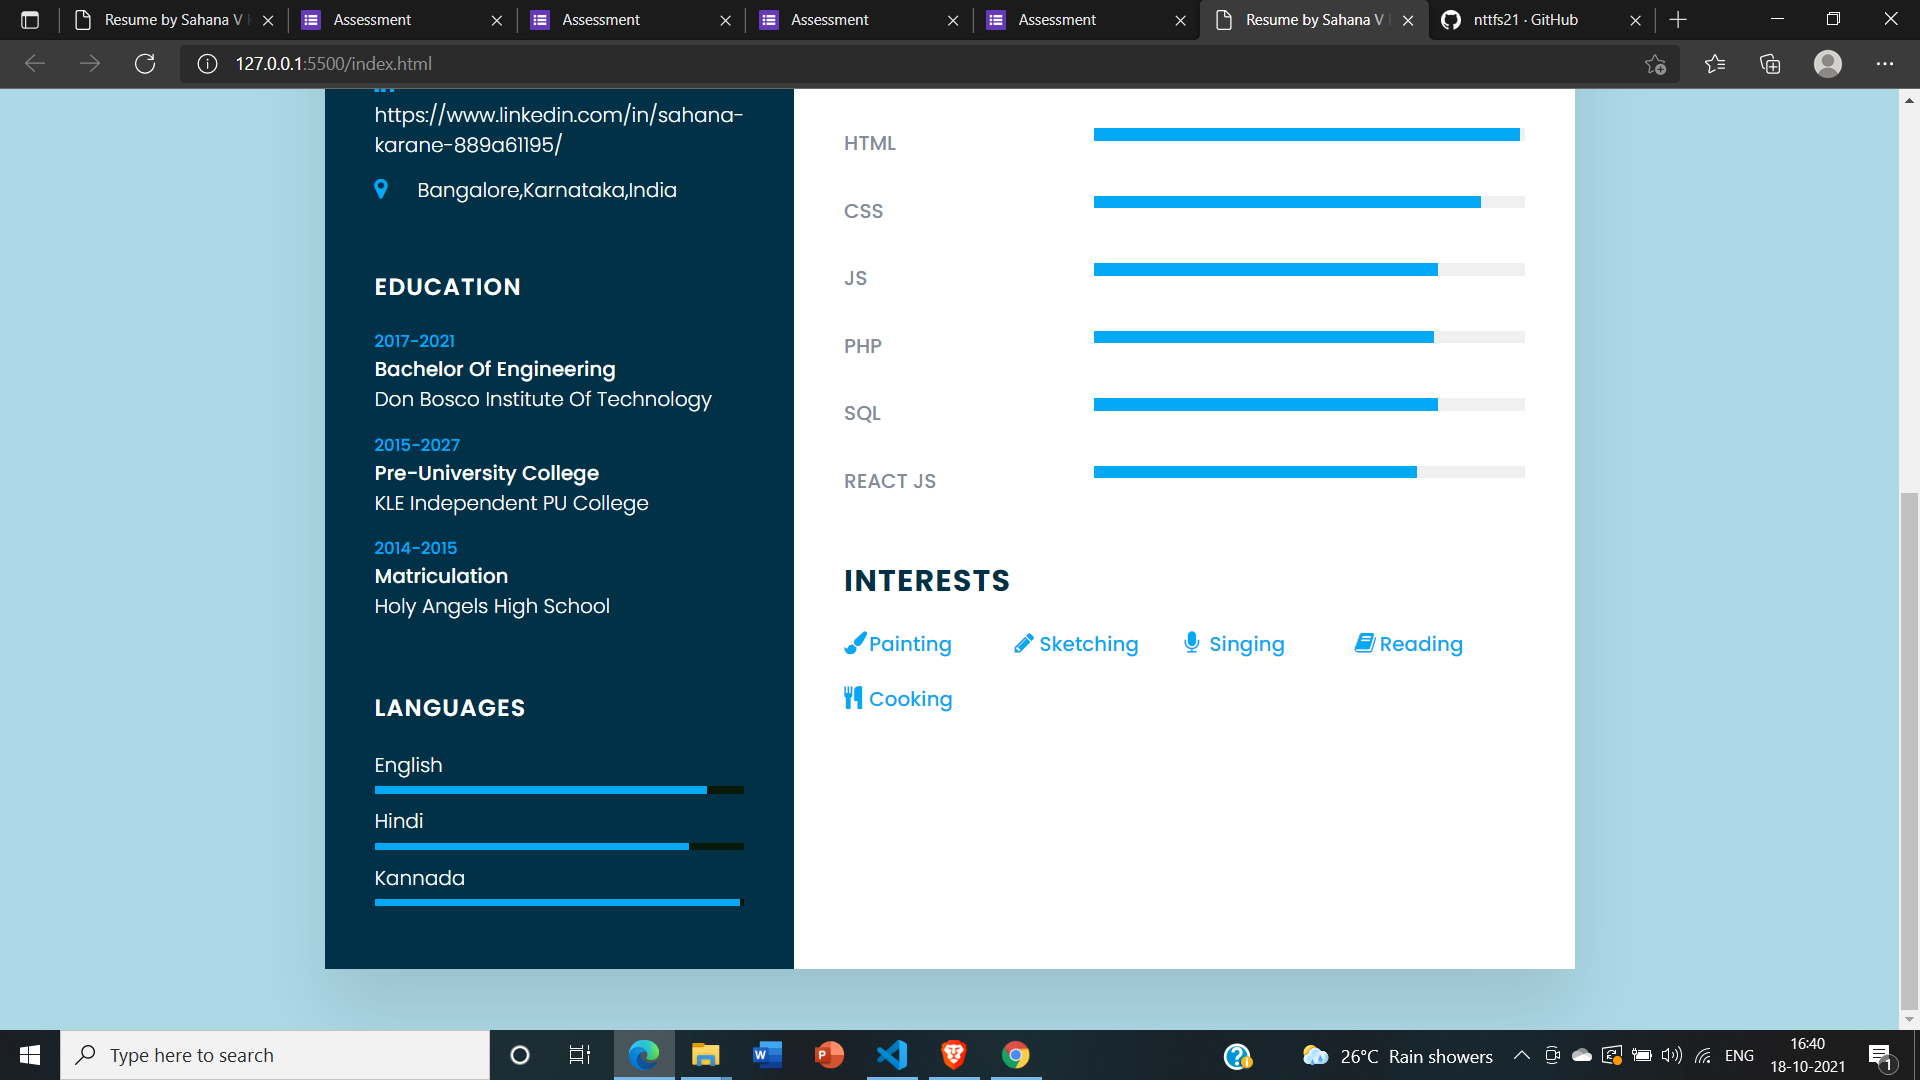 Resume by Sahana V
Assessment
Assessment
Assessment
Assessment
Resume by Sahana V
nttfs21 · GitHub
127.0.0.1:5500/index.html
https://www.linkedin.com/in/sahana-
karane-889a61195/
Bangalore,Karnataka,India
EDUCATION
2017-2021
Bachelor Of Engineering
Don Bosco Institute Of Technology
2015-2027
Pre-University College
KLE Independent PU College
2014-2015
Matriculation
Holy Angels High School
LANGUAGES
English
Hindi
Kannada
HTML
CSS
JS
PHP
SQL
REACT JS
INTERESTS
Painting
Sketching
Singing
Reading
Cooking
Type here to search
26°C Rain showers
ENG
16:40
18-10-2021
1